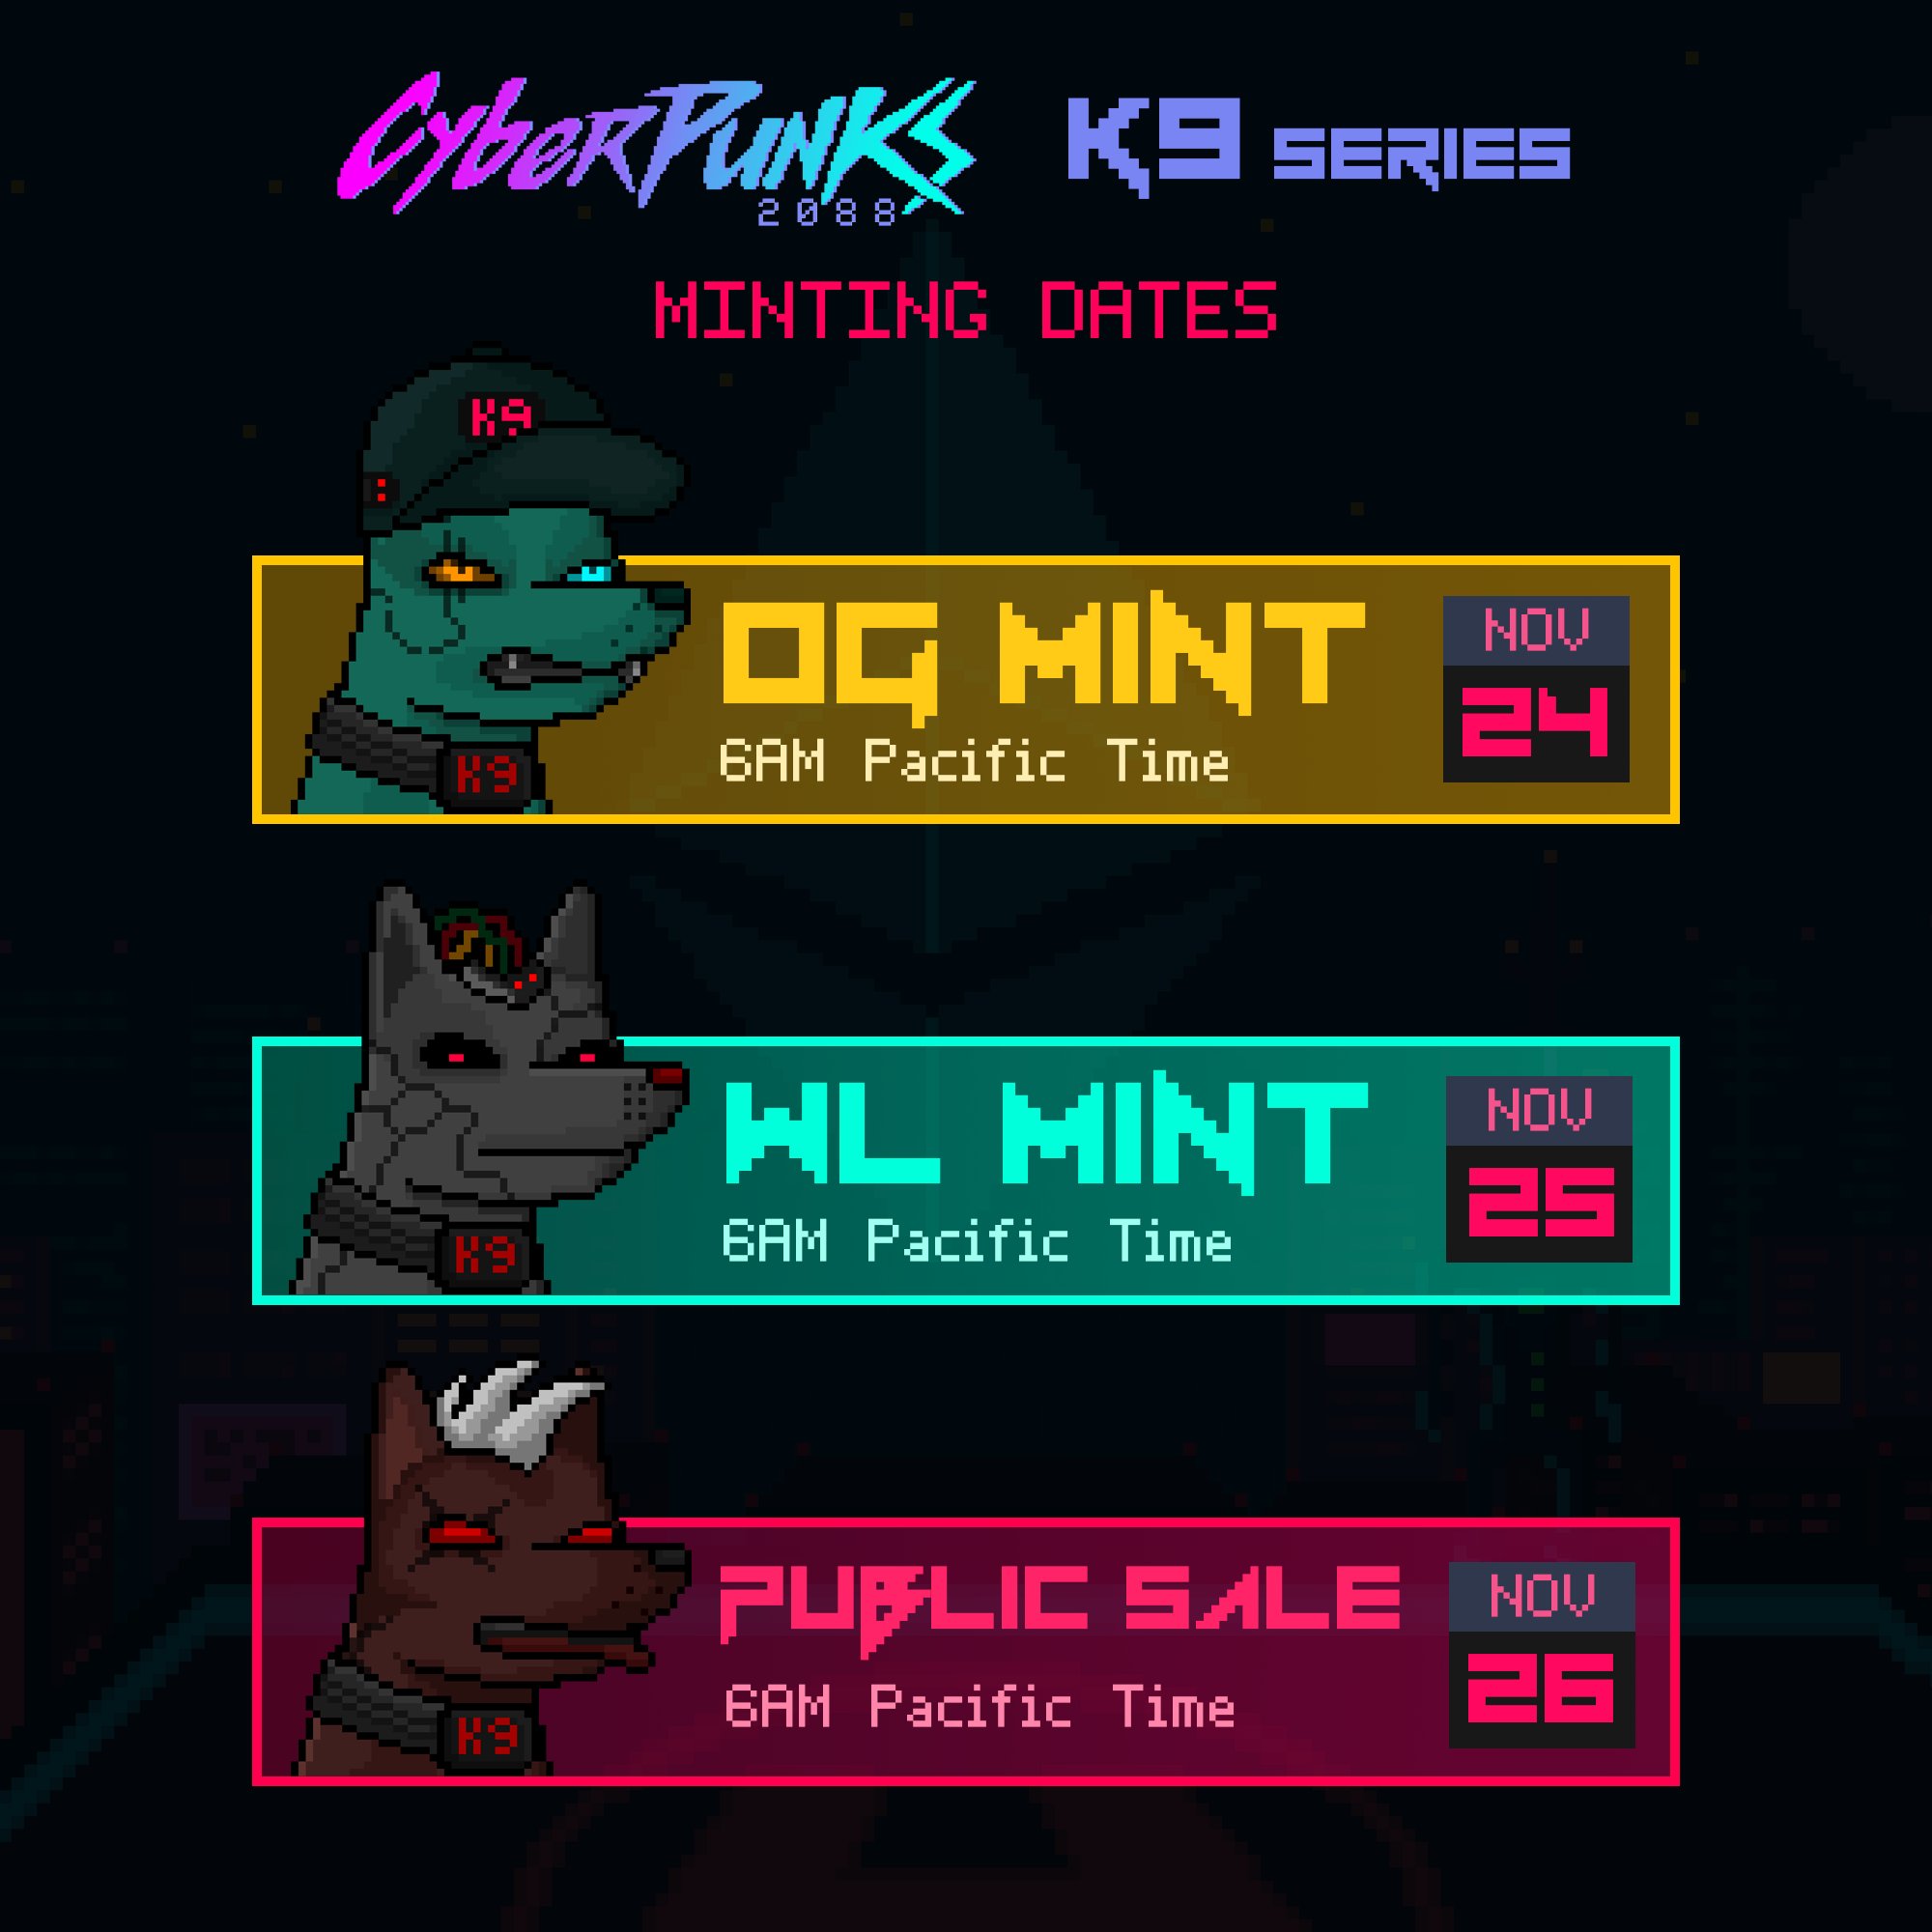 CyberPunks K9 SERIES
2088
MINTING DATES
K9
OG MINT
NOV
24
6AM Pacific Time
K9
WL MINT
NOV
25
6AM Pacific Time
K9
PUBLIC SALE
NOV
26
6AM Pacific Time
K9